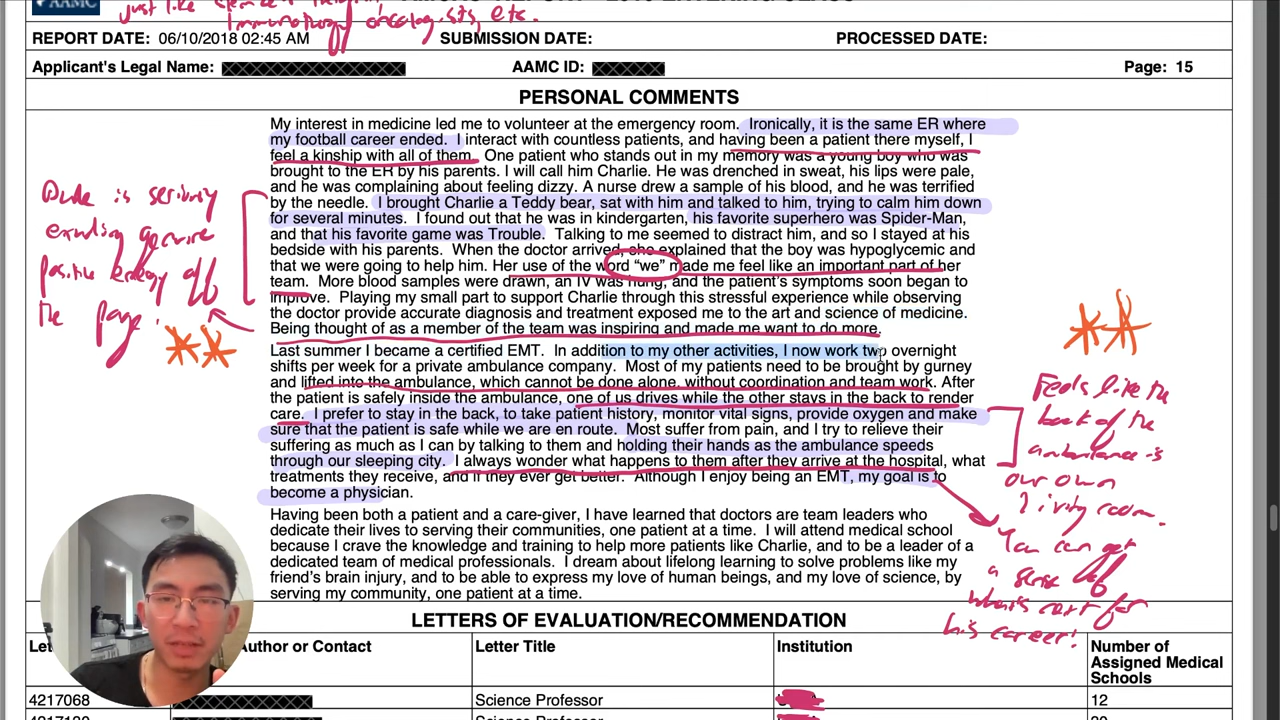 AAMC
just like
Immunotherapy oncologists, etc.
REPORT DATE: 06/10/2018 02:45 AM SUBMISSION DATE: PROCESSED DATE:
Applicant's Legal Name: AAMC ID: Page: 15
PERSONAL COMMENTS
My interest in medicine led me to volunteer at the emergency room. Ironically, it is the same ER where
my football career ended. I interact with countless patients, and having been a patient there myself, I
feel a kinship with all of them. One patient who stands out in my memory was a young boy who was
brought to the ER by his parents. I will call him Charlie. He was drenched in sweat, his lips were pale,
and he was complaining about feeling dizzy. A nurse drew a sample of his blood, and he was terrified
by the needle. I brought Charlie a Teddy bear, sat with him and talked to him, trying to calm him down
for several minutes. I found out that he was in kindergarten, his favorite superhero was Spider-Man,
and that his favorite game was Trouble. Talking to me seemed to distract him, and so I stayed at his
bedside with his parents. When the doctor arrived, she explained that the boy was hypoglycemic and
that we were going to help him. Her use of the word “we” made me feel like an important part of her
team. More blood samples were drawn, an IV was hung, and the patient's symptoms soon began to
improve. Playing my small part to support Charlie through this stressful experience while observing
the doctor provide accurate diagnosis and treatment exposed me to the art and science of medicine.
Being thought of as a member of the team was inspiring and made me want to do more.
Last summer I became a certified EMT. In addition to my other activities, I now work two overnight
shifts per week for a private ambulance company. Most of my patients need to be brought by gurney
and lifted into the ambulance, which cannot be done alone, without coordination and team work. After
the patient is safely inside the ambulance, one of us drives while the other stays in the back to render
care. I prefer to stay in the back, to take patient history, monitor vital signs, provide oxygen and make
sure that the patient is safe while we are en route. Most suffer from pain, and I try to relieve their
suffering as much as I can by talking to them and holding their hands as the ambulance speeds
through our sleeping city. I always wonder what happens to them after they arrive at the hospital, what
treatments they receive, and if they ever get better. Although I enjoy being an EMT, my goal is to
become a physician.
Having been both a patient and a care-giver, I have learned that doctors are team leaders who
dedicate their lives to serving their communities, one patient at a time. I will attend medical school
because I crave the knowledge and training to help more patients like Charlie, and to be a leader of a
dedicated team of medical professionals. I dream about lifelong learning to solve problems like my
friend's brain injury, and to be able to express my love of human beings, and my love of science, by
serving my community, one patient at a time.
Dude is seriously
exuding genuine
positive energy off
the page!
Feels like the
back of the
ambulance is
our own
living room.
You can get
a sense of
what's next for
his career!
LETTERS OF EVALUATION/RECOMMENDATION
Author or Contact Letter Title Institution Number of
Assigned Medical
Schools
4217068 Science Professor 12
Science Professor